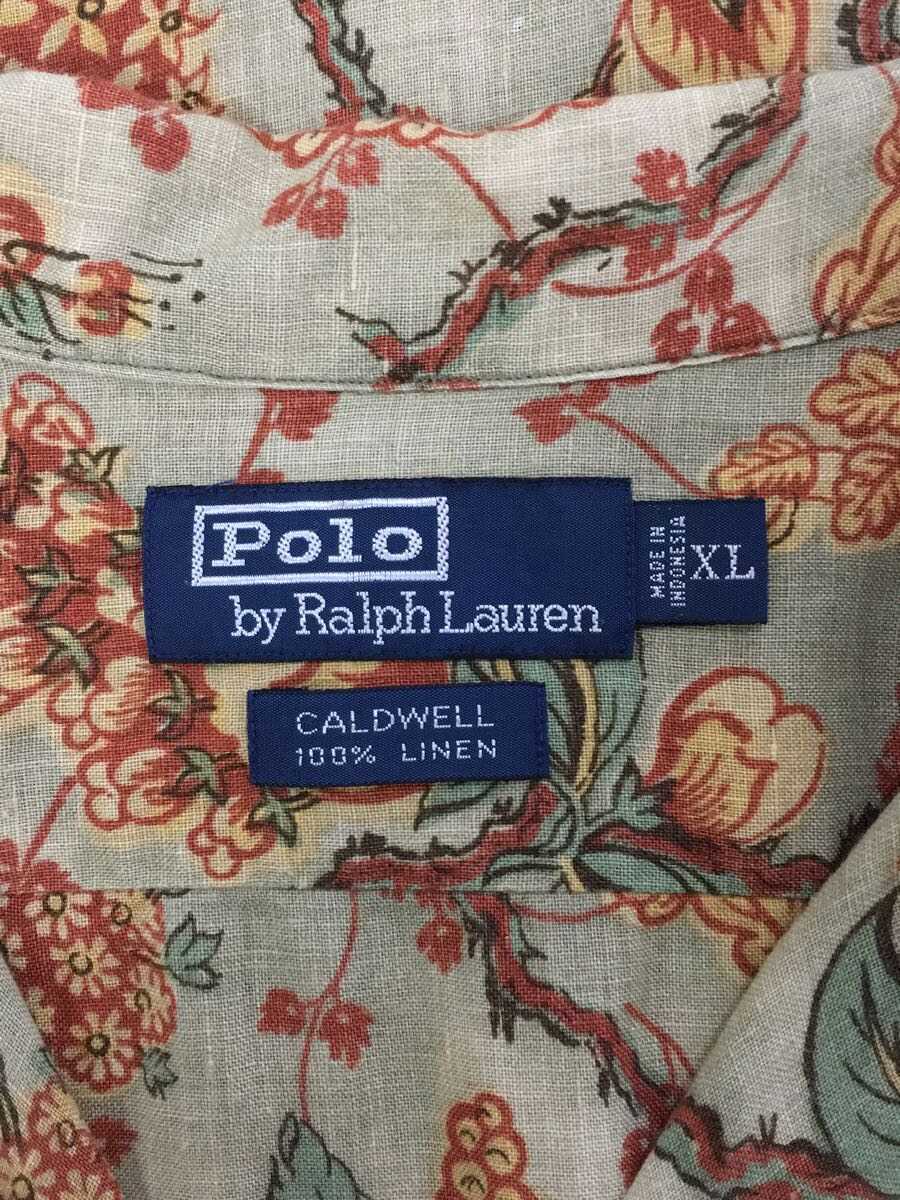 Polo
by Ralph Lauren
MADE IN
INDONESIA
XL
CALDWELL
100% LINEN